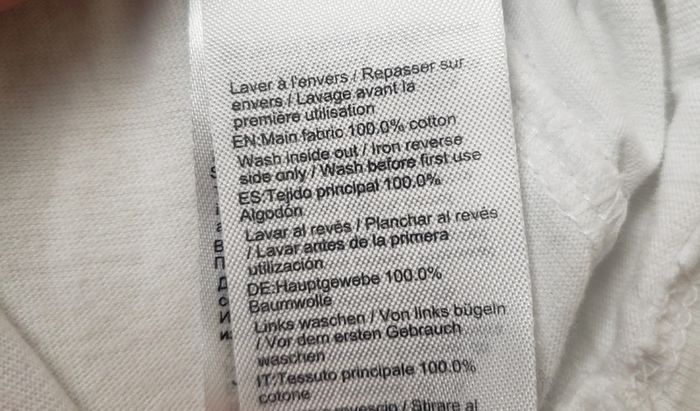 Laver à l'envers / Repasser sur
envers / Lavage avant la
première utilisation
EN:Main fabric 100.0% cotton
Wash inside out / Iron reverse
side only / Wash before first use
ES:Tejido principal 100.0%
Algodón
Lavar al revés / Planchar al revés
/ Lavar antes de la primera
utilización
DE:Hauptgewebe 100.0%
Baumwolle
Links waschen / Von links bügeln
/ Vor dem ersten Gebrauch
waschen
IT:Tessuto principale 100.0%
cotone
rovescio / Stirare al